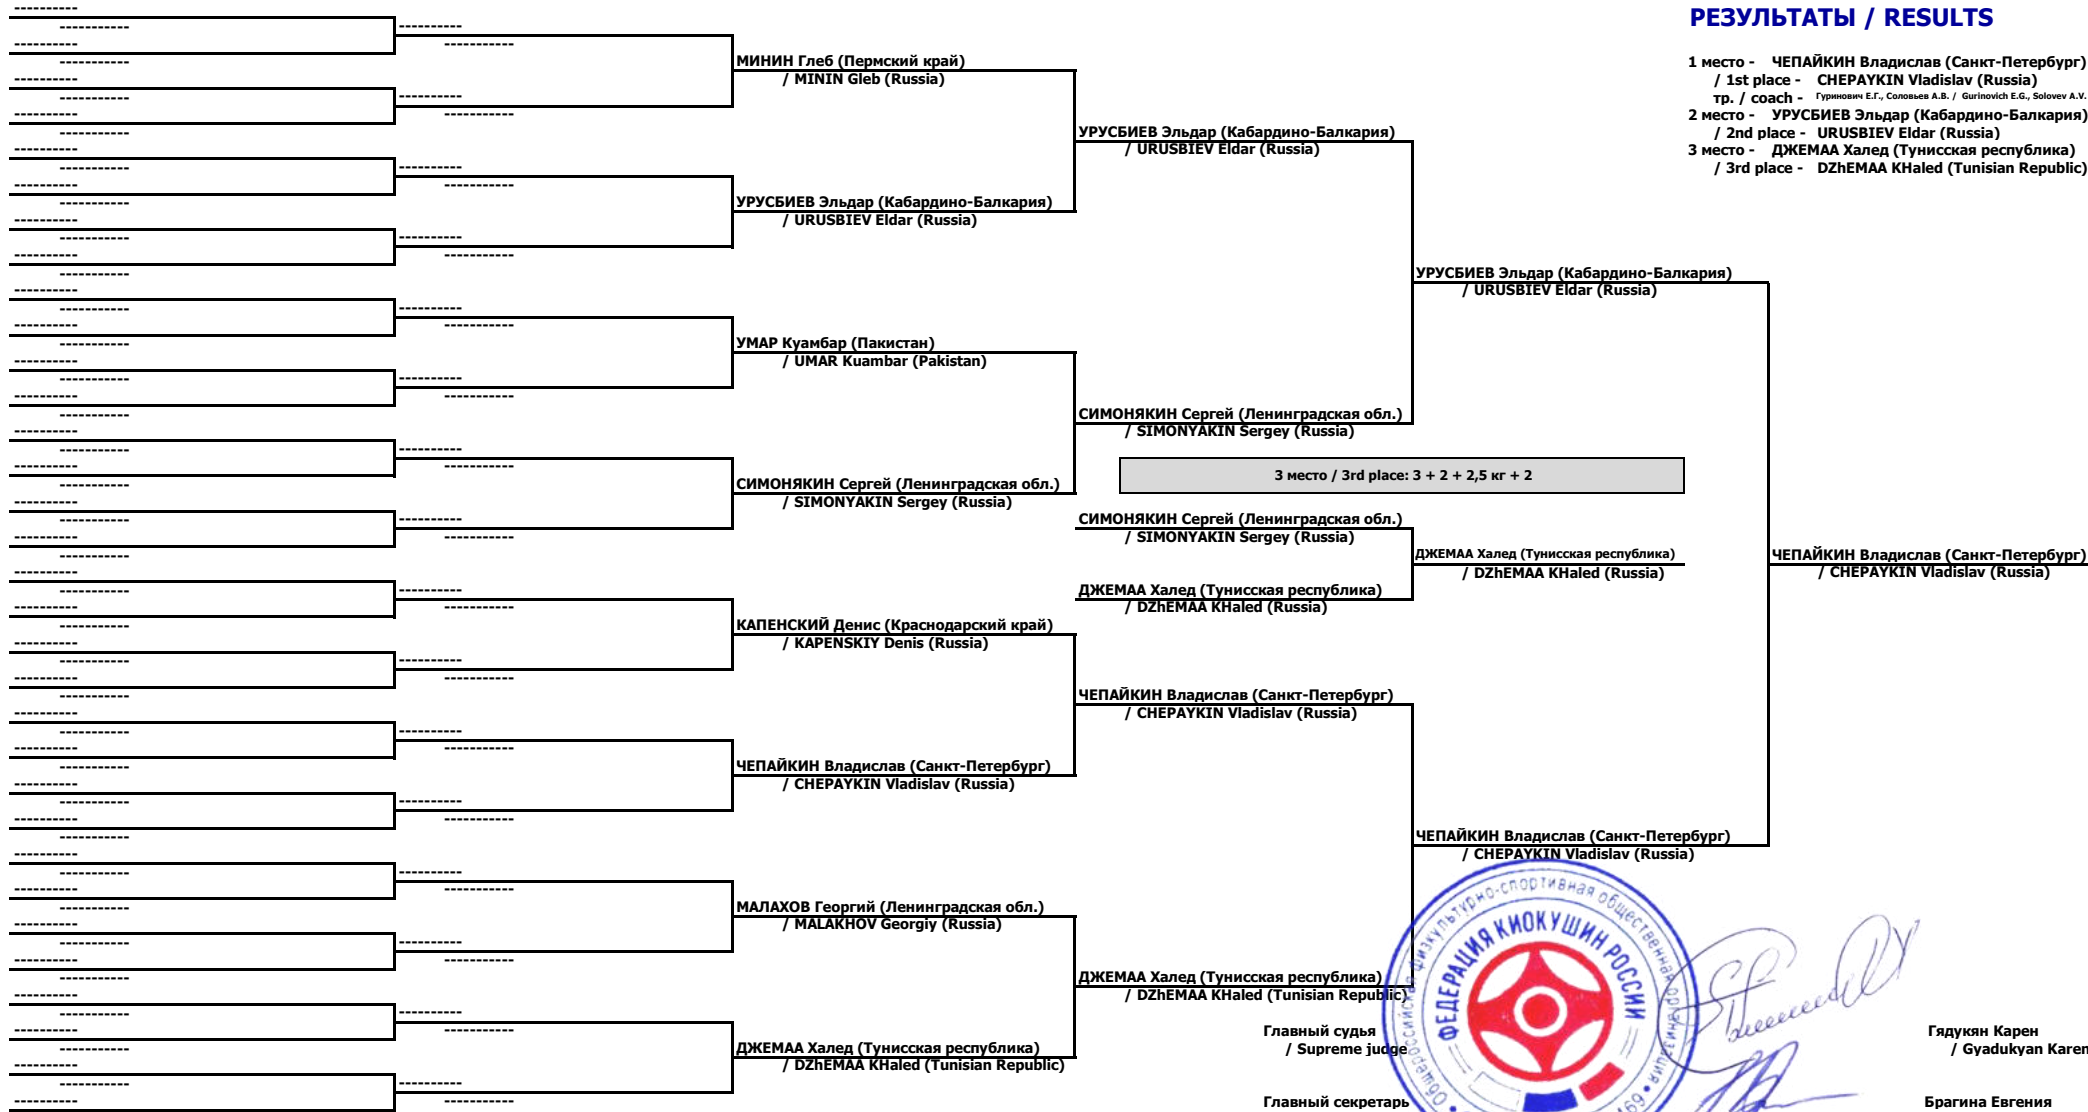 РЕЗУЛЬТАТЫ / RESULTS
1 место - ЧЕПАЙКИН Владислав (Санкт-Петербург)
/ 1st place - CHEPAYKIN Vladislav (Russia)
тр. / coach - Гуринович Е.Г., Соловьев А.В. / Gurinovich E.G., Solovev A.V.
2 место - УРУСБИЕВ Эльдар (Кабардино-Балкария)
/ 2nd place - URUSBIEV Eldar (Russia)
3 место - ДЖЕМАА Халед (Тунисская республика)
/ 3rd place - DZhEMAA KHaled (Tunisian Republic)
МИНИН Глеб (Пермский край)
/ MININ Gleb (Russia)
УРУСБИЕВ Эльдар (Кабардино-Балкария)
/ URUSBIEV Eldar (Russia)
УМАР Куамбар (Пакистан)
/ UMAR Kuambar (Pakistan)
СИМОНЯКИН Сергей (Ленинградская обл.)
/ SIMONYAKIN Sergey (Russia)
КАПЕНСКИЙ Денис (Краснодарский край)
/ KAPENSKIY Denis (Russia)
ЧЕПАЙКИН Владислав (Санкт-Петербург)
/ CHEPAYKIN Vladislav (Russia)
МАЛАХОВ Георгий (Ленинградская обл.)
/ MALAKHOV Georgiy (Russia)
ДЖЕМАА Халед (Тунисская республика)
/ DZhEMAA KHaled (Tunisian Republic)
УРУСБИЕВ Эльдар (Кабардино-Балкария)
/ URUSBIEV Eldar (Russia)
СИМОНЯКИН Сергей (Ленинградская обл.)
/ SIMONYAKIN Sergey (Russia)
3 место / 3rd place: 3 + 2 + 2,5 кг + 2
СИМОНЯКИН Сергей (Ленинградская обл.)
/ SIMONYAKIN Sergey (Russia)
ДЖЕМАА Халед (Тунисская республика)
/ DZhEMAA KHaled (Russia)
ДЖЕМАА Халед (Тунисская республика)
/ DZhEMAA KHaled (Russia)
ЧЕПАЙКИН Владислав (Санкт-Петербург)
/ CHEPAYKIN Vladislav (Russia)
ДЖЕМАА Халед (Тунисская республика)
/ DZhEMAA KHaled (Tunisian Republic)
УРУСБИЕВ Эльдар (Кабардино-Балкария)
/ URUSBIEV Eldar (Russia)
ЧЕПАЙКИН Владислав (Санкт-Петербург)
/ CHEPAYKIN Vladislav (Russia)
ЧЕПАЙКИН Владислав (Санкт-Петербург)
/ CHEPAYKIN Vladislav (Russia)
Общероссийская физкультурно-спортивная общественная организация
ФЕДЕРАЦИЯ КИОКУШИН РОССИИ
Главный судья
/ Supreme judge
Гядукян Карен
/ Gyadukyan Karen
Главный секретарь
Брагина Евгения